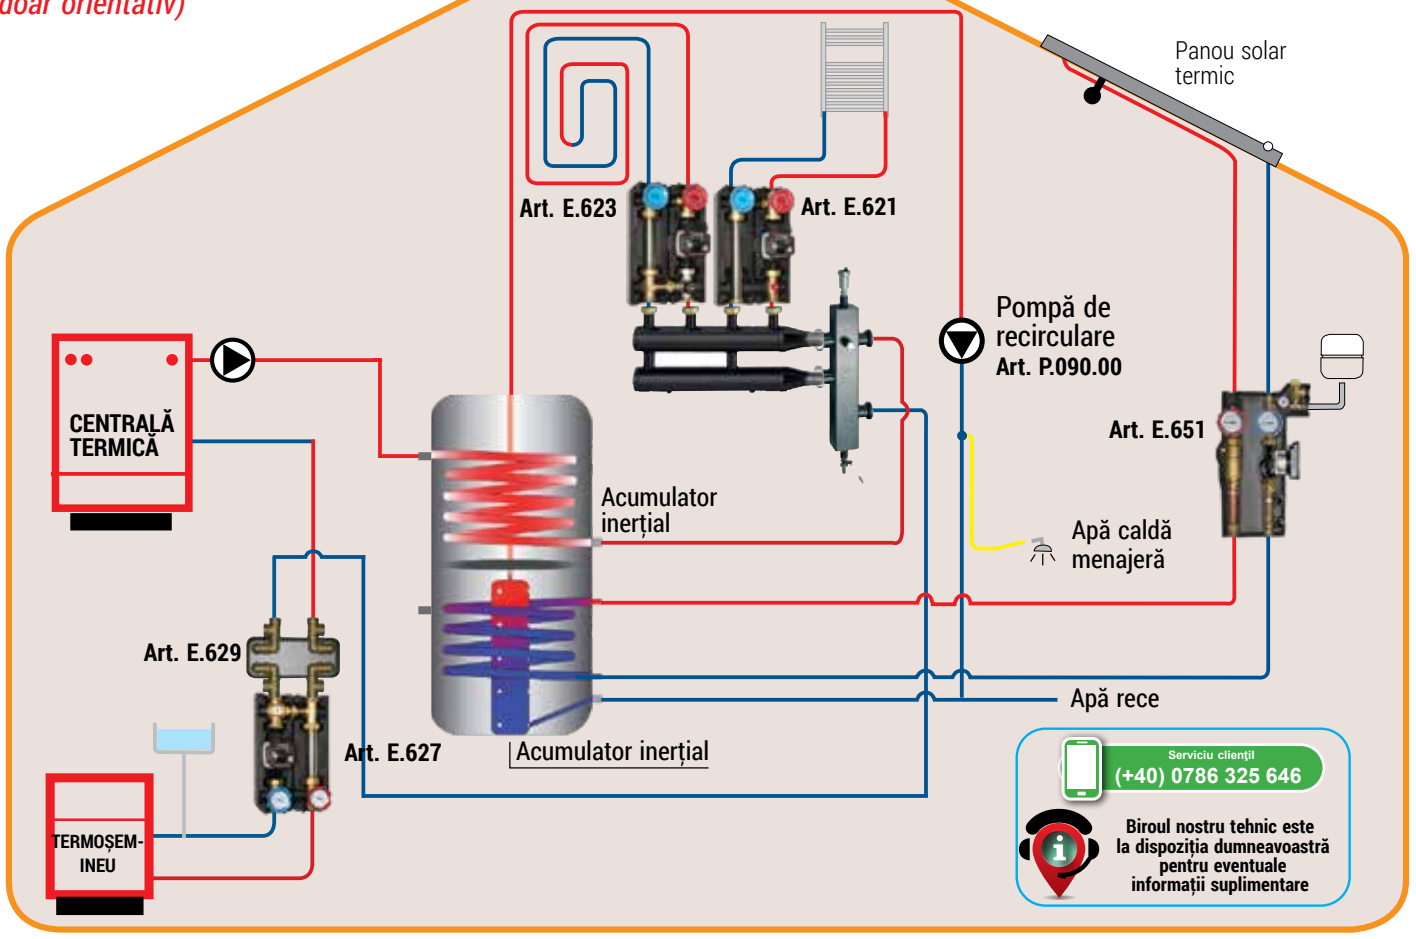 doar orientativ)
Panou solar
termic
Art. E.623
Art. E.621
Pompă de
recirculare
Art. P.090.00
CENTRALĂ
TERMICĂ
Art. E.651
Acumulator
inerțial
Apă caldă
menajeră
Art. E.629
Apă rece
Art. E.627
Acumulator inerțial
Serviciu clienţil
(+40) 0786 325 646
TERMOȘEM-
INEU
Biroul nostru tehnic este
la dispoziția dumneavoastră
pentru eventuale
informații suplimentare